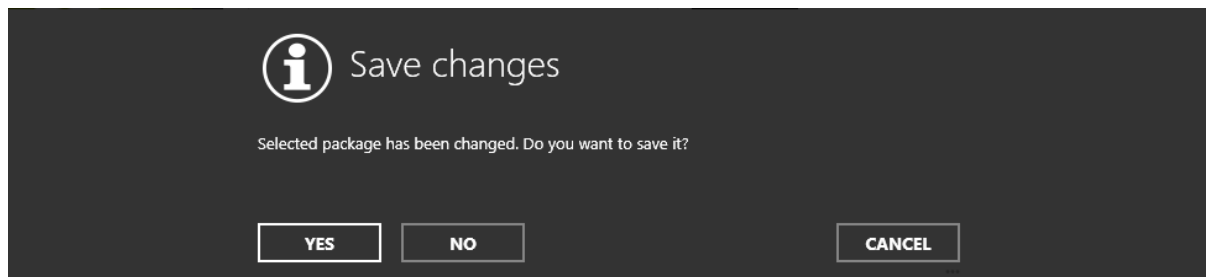 Save changes
Selected package has been changed. Do you want to save it?
YES NO CANCEL